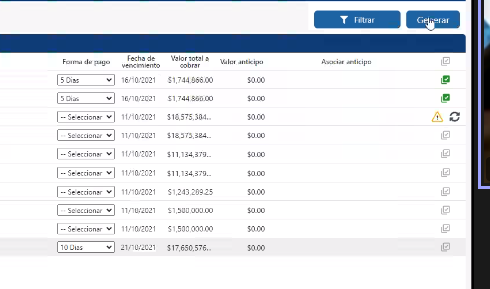 Filtrar Generar
Forma de pago Fecha de vencimiento Valor total a cobrar Valor anticipo Asociar anticipo
5 Dias 16/10/2021 $1,744,866.00 $0.00
5 Dias 16/10/2021 $1,744,866.00 $0.00
-- Seleccionar 11/10/2021 $18,575,384... $0.00
-- Seleccionar 11/10/2021 $18,575,384... $0.00
-- Seleccionar 11/10/2021 $11,134,379... $0.00
-- Seleccionar 11/10/2021 $11,134,379... $0.00
-- Seleccionar 11/10/2021 $1,243,289.25 $0.00
-- Seleccionar 11/10/2021 $1,500,000.00 $0.00
-- Seleccionar 11/10/2021 $1,500,000.00 $0.00
10 Dias 21/10/2021 $17,650,576... $0.00